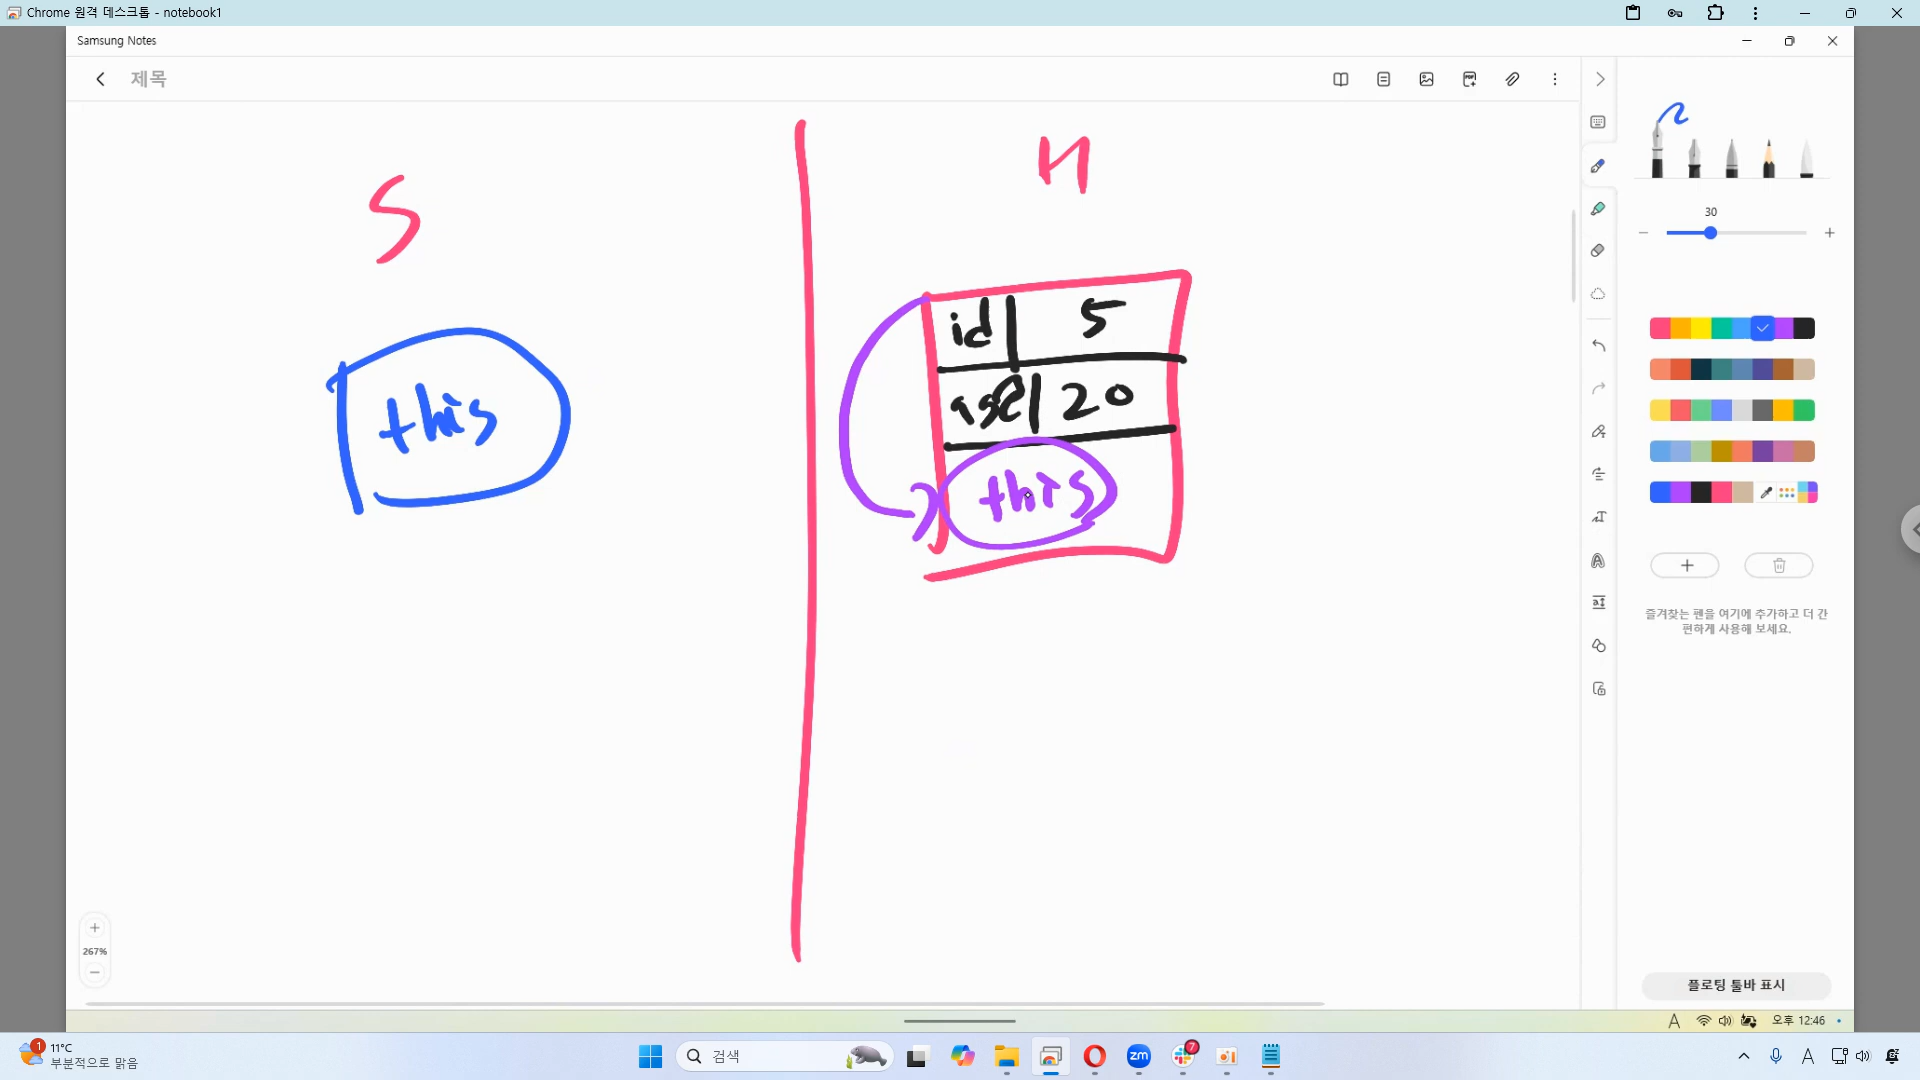 Chrome 원격 데스크톱 - notebook1
Samsung Notes
제목
S
H
this
id 5
age 20
this
30
즐겨찾는 펜을 여기에 추가하고 더 간
편하게 사용해 보세요.
267%
플로팅 툴바 표시
A
오후 12:46
1
11°C
부분적으로 맑음
검색
zm
7
A